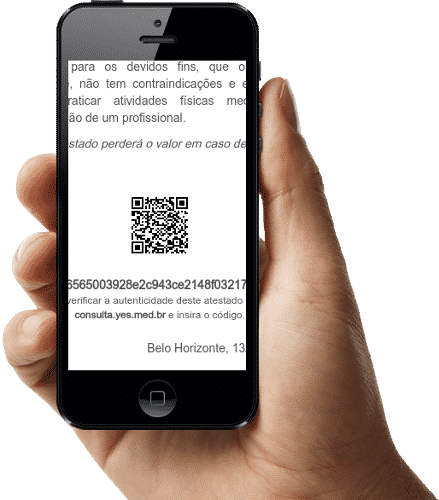 para os devidos fins, que o
não tem contraindicações e e
raticar atividades físicas med
ão de um profissional.
stado perderá o valor em caso de
6565003928e2c943ce2148f03217
verificar a autenticidade deste atestado
consulta.yes.med.br e insira o código.
Belo Horizonte, 13